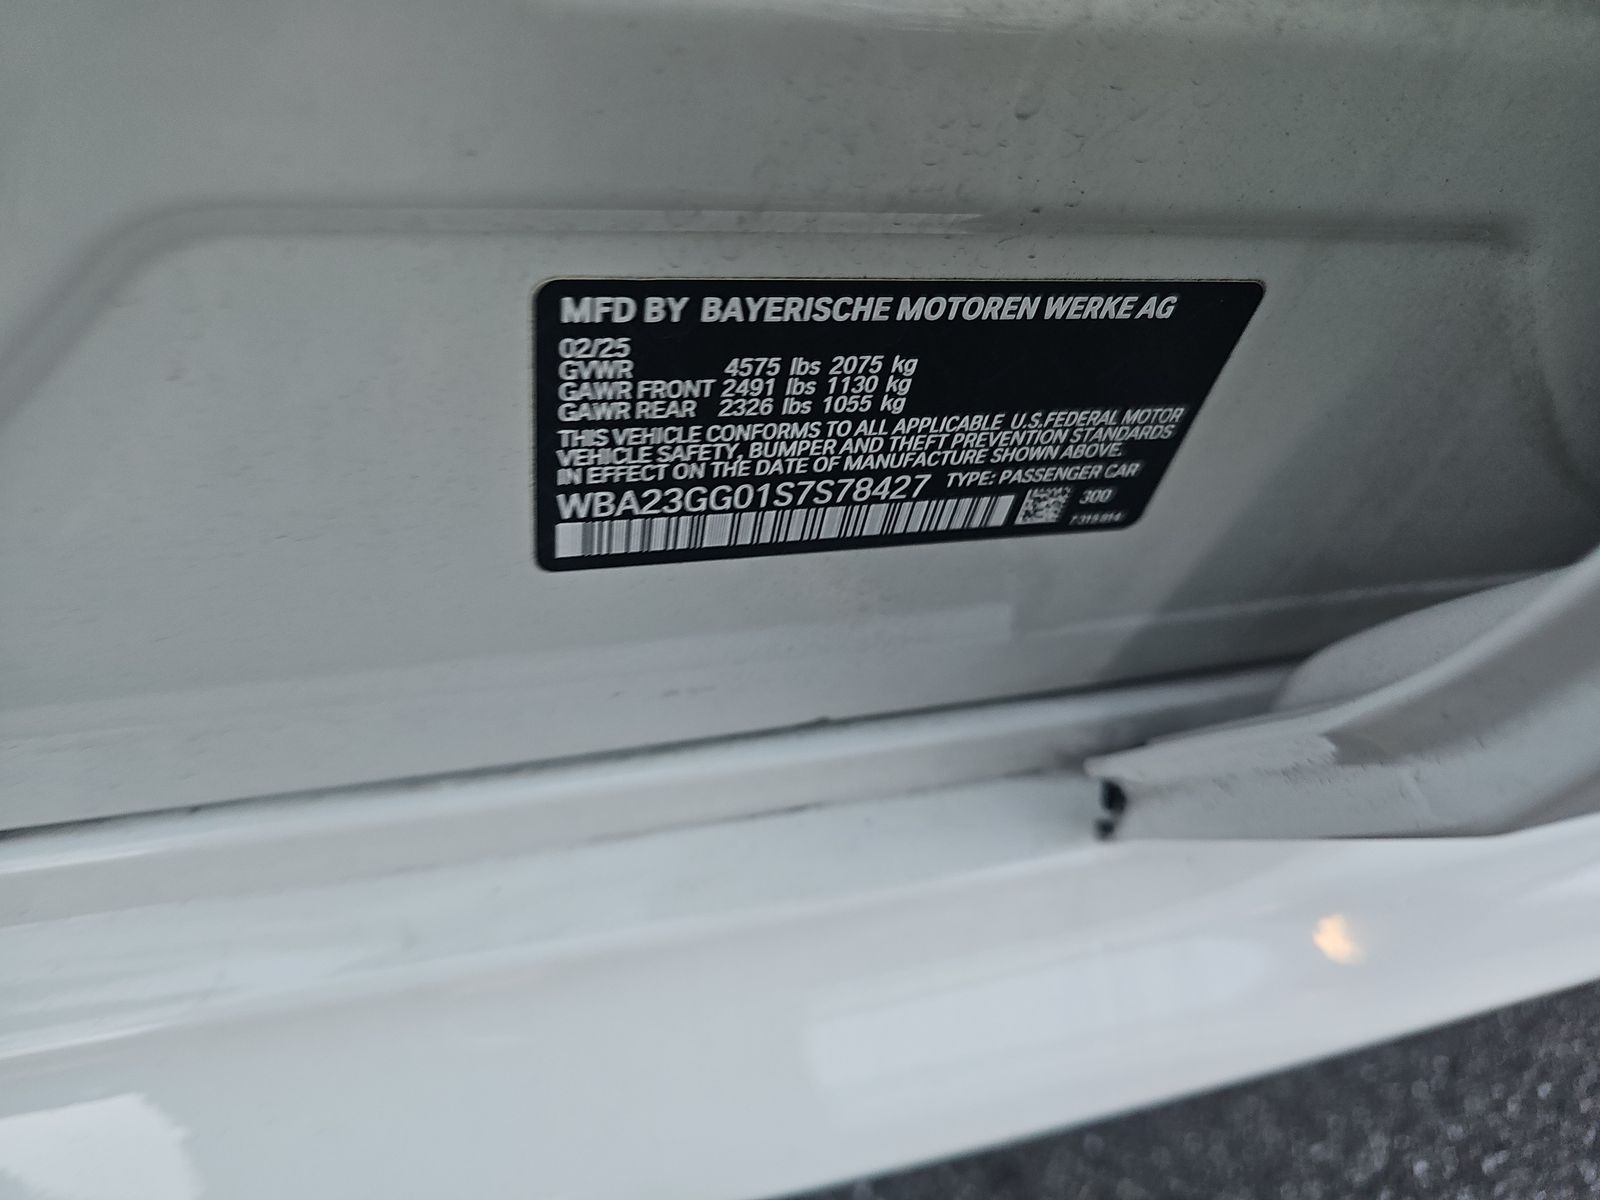 MFD BY BAYERISCHE MOTOREN WERKE AG
02/25
GVWR 4575 lbs 2075 kg
GAWR FRONT 2491 lbs 1130 kg
GAWR REAR 2326 lbs 1055 kg
THIS VEHICLE CONFORMS TO ALL APPLICABLE U.S.FEDERAL MOTOR
VEHICLE SAFETY, BUMPER AND THEFT PREVENTION STANDARDS
IN EFFECT ON THE DATE OF MANUFACTURE SHOWN ABOVE.
WBA23GG01S7S78427 TYPE: PASSENGER CAR
300